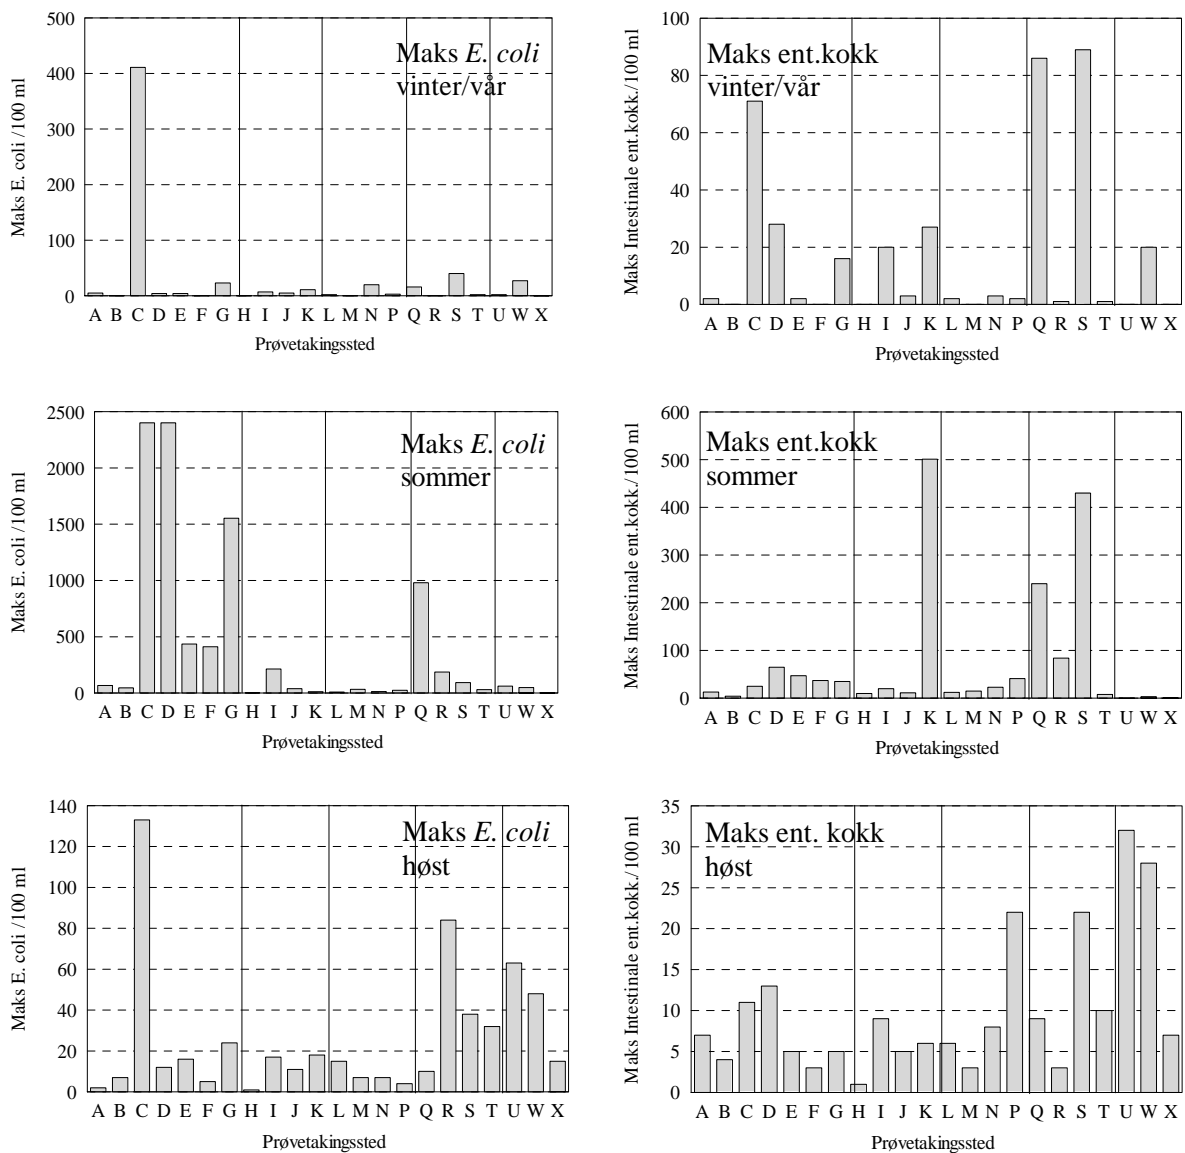 Maks E. coli
vinter/vår
Maks E. coli /100 ml
500
400
300
200
100
0
A B C D E F G H I J K L M N P Q R S T U W X
Prøvetakingssted
Maks ent.kokk
vinter/vår
Maks Intestinale ent.kokk./100 ml
100
80
60
40
20
0
A B C D E F G H I J K L M N P Q R S T U W X
Prøvetakingssted
Maks E. coli
sommer
Maks E. coli /100 ml
2500
2000
1500
1000
500
0
A B C D E F G H I J K L M N P Q R S T U W X
Prøvetakingssted
Maks ent.kokk
sommer
Maks Intestinale ent.kokk./100 ml
600
500
400
300
200
100
0
A B C D E F G H I J K L M N P Q R S T U W X
Prøvetakingssted
Maks E. coli
høst
Maks E. coli /100 ml
140
120
100
80
60
40
20
0
A B C D E F G H I J K L M N P Q R S T U W X
Prøvetakingssted
Maks ent. kokk
høst
Maks Intestinale ent.kokk./100 ml
35
30
25
20
15
10
5
0
A B C D E F G H I J K L M N P Q R S T U W X
Prøvetakingssted